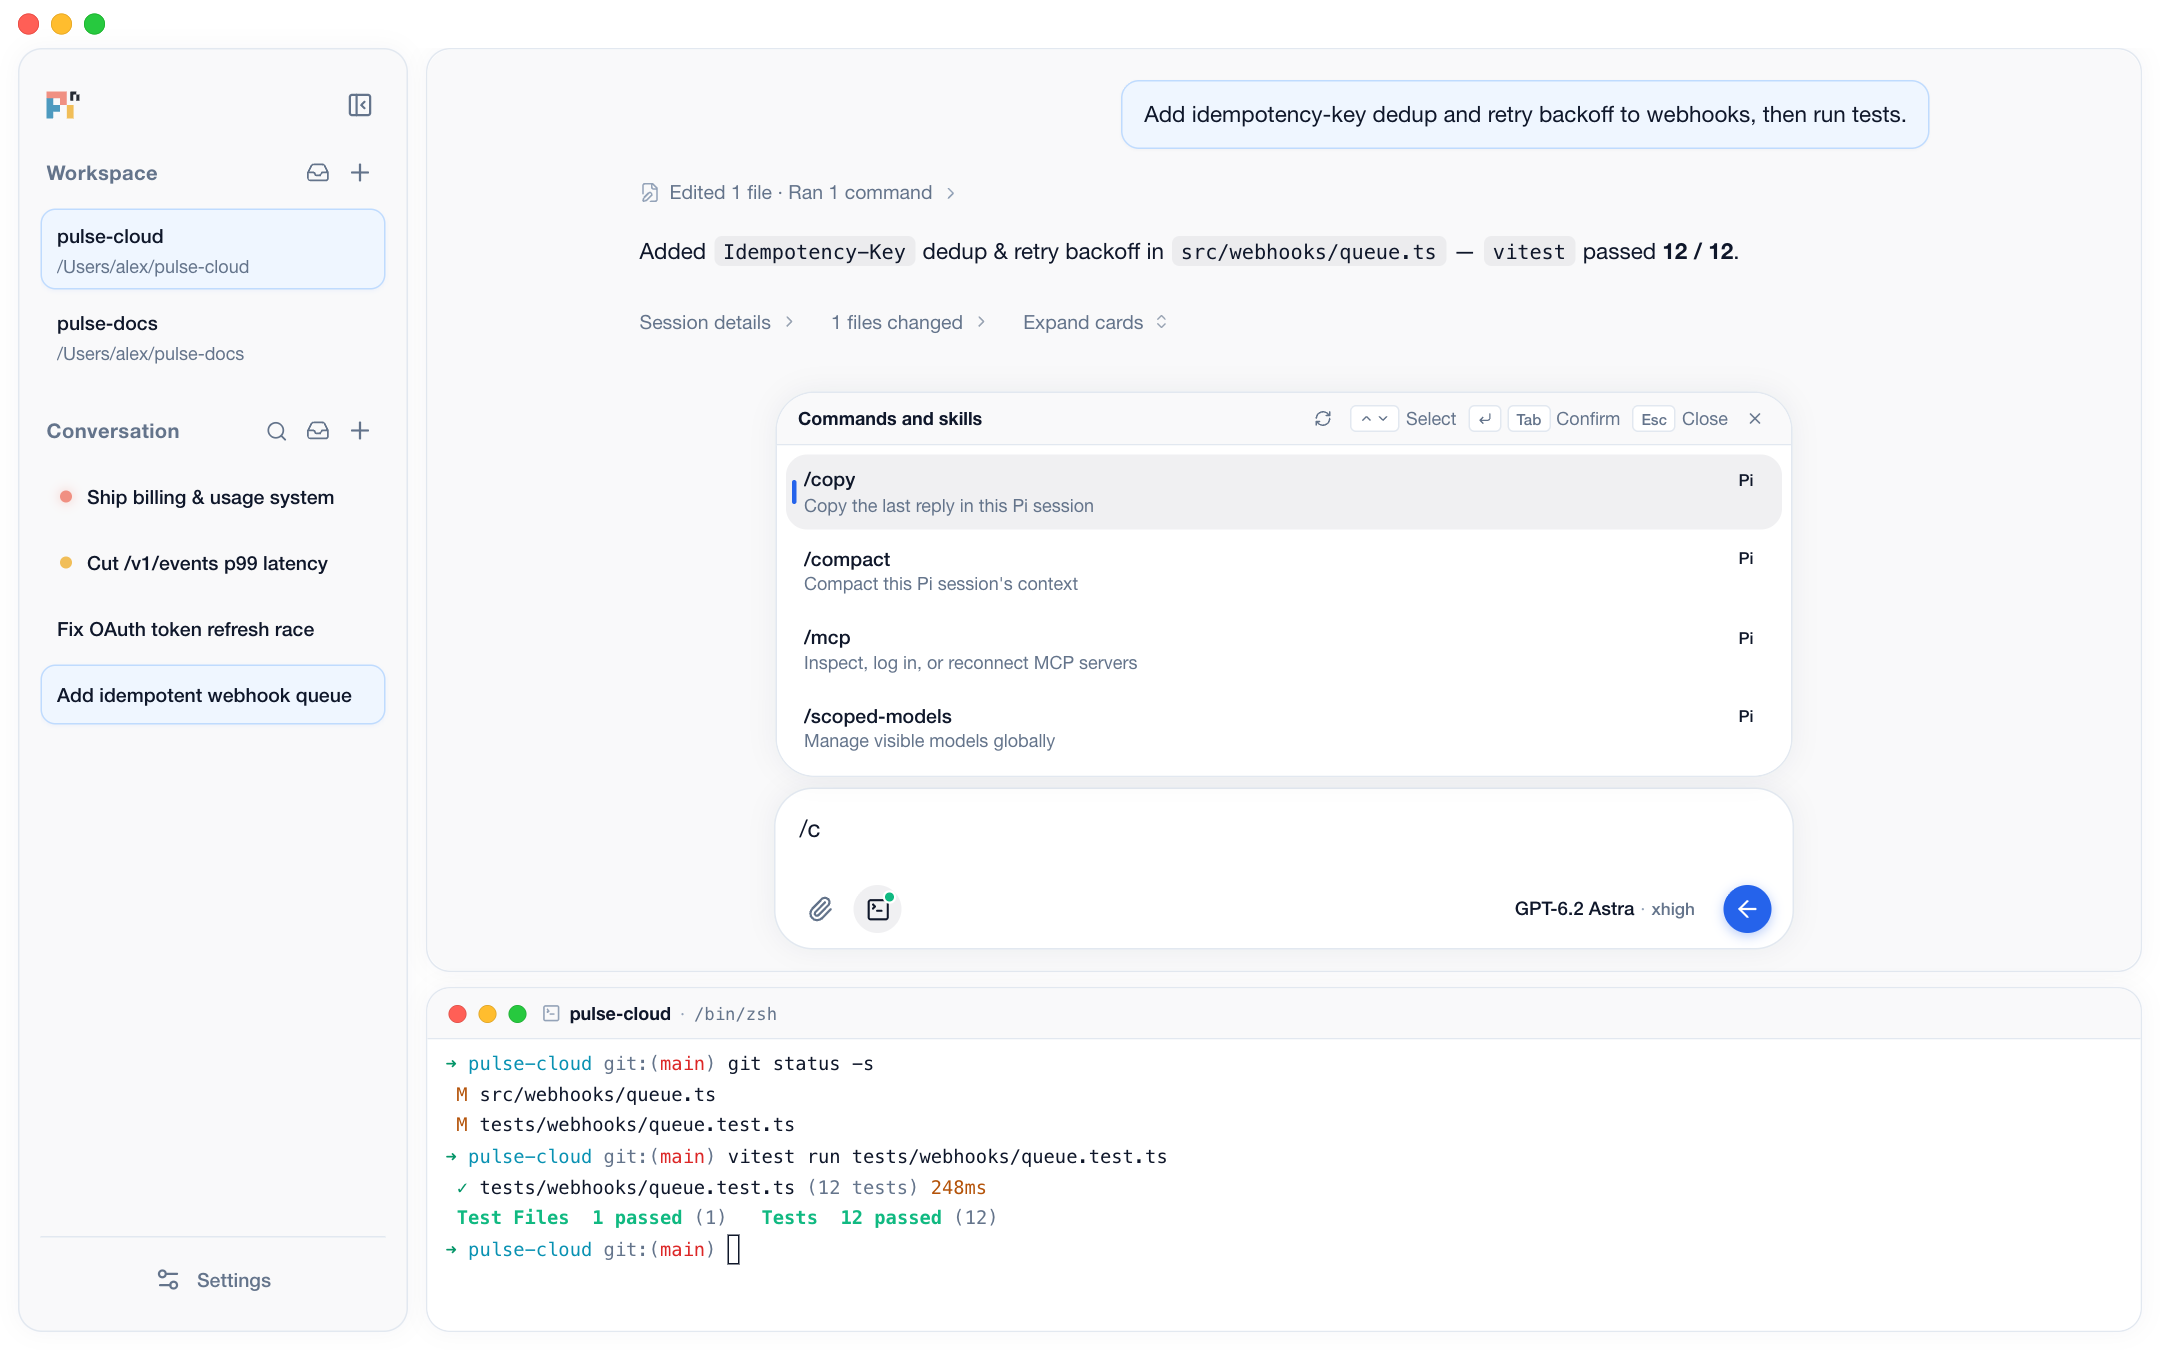 Workspace
pulse-cloud
/Users/alex/pulse-cloud
pulse-docs
/Users/alex/pulse-docs
Conversation
Ship billing & usage system
Cut /v1/events p99 latency
Fix OAuth token refresh race
Add idempotent webhook queue
Settings
Add idempotency-key dedup and retry backoff to webhooks, then run tests.
Edited 1 file · Ran 1 command
Added Idempotency-Key dedup & retry backoff in src/webhooks/queue.ts — vitest passed 12 / 12.
Session details 1 files changed Expand cards
Commands and skills Select Tab Confirm Esc Close
/copy Pi
Copy the last reply in this Pi session
/compact Pi
Compact this Pi session's context
/mcp Pi
Inspect, log in, or reconnect MCP servers
/scoped-models Pi
Manage visible models globally
/c
GPT-6.2 Astra · xhigh
pulse-cloud · /bin/zsh
➜ pulse-cloud git:(main) git status -s
M src/webhooks/queue.ts
M tests/webhooks/queue.test.ts
➜ pulse-cloud git:(main) vitest run tests/webhooks/queue.test.ts
✓ tests/webhooks/queue.test.ts (12 tests) 248ms
Test Files 1 passed (1) Tests 12 passed (12)
➜ pulse-cloud git:(main)